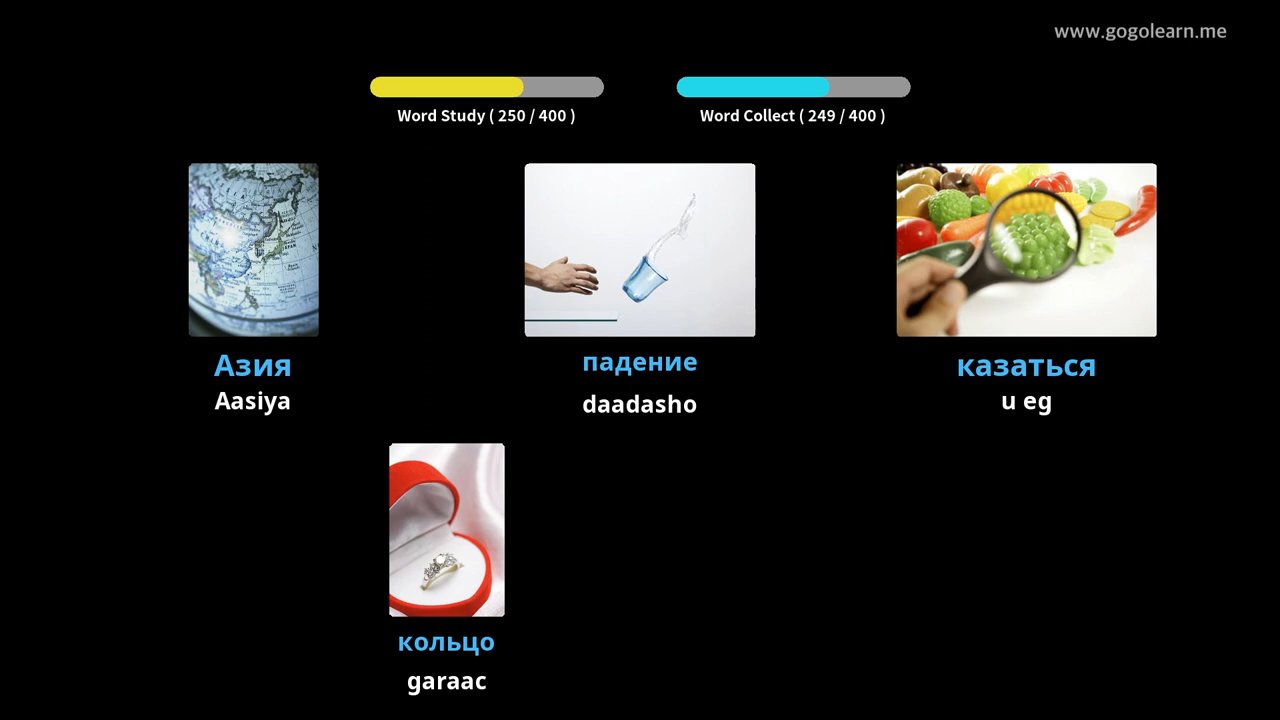 www.gogolearn.me
Word Study ( 250 / 400 )
Word Collect ( 249 / 400 )
Азия
Aasiya
падение
daadasho
казаться
u eg
кольцо
garaac